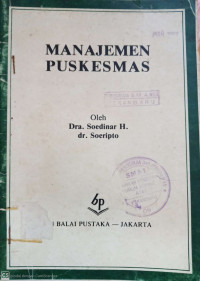 MANAJEMEN
PUSKESMAS
Oleh
Dra. Soedinar H.
dr. Soeripto
bp
BALAI PUSTAKA — JAKARTA